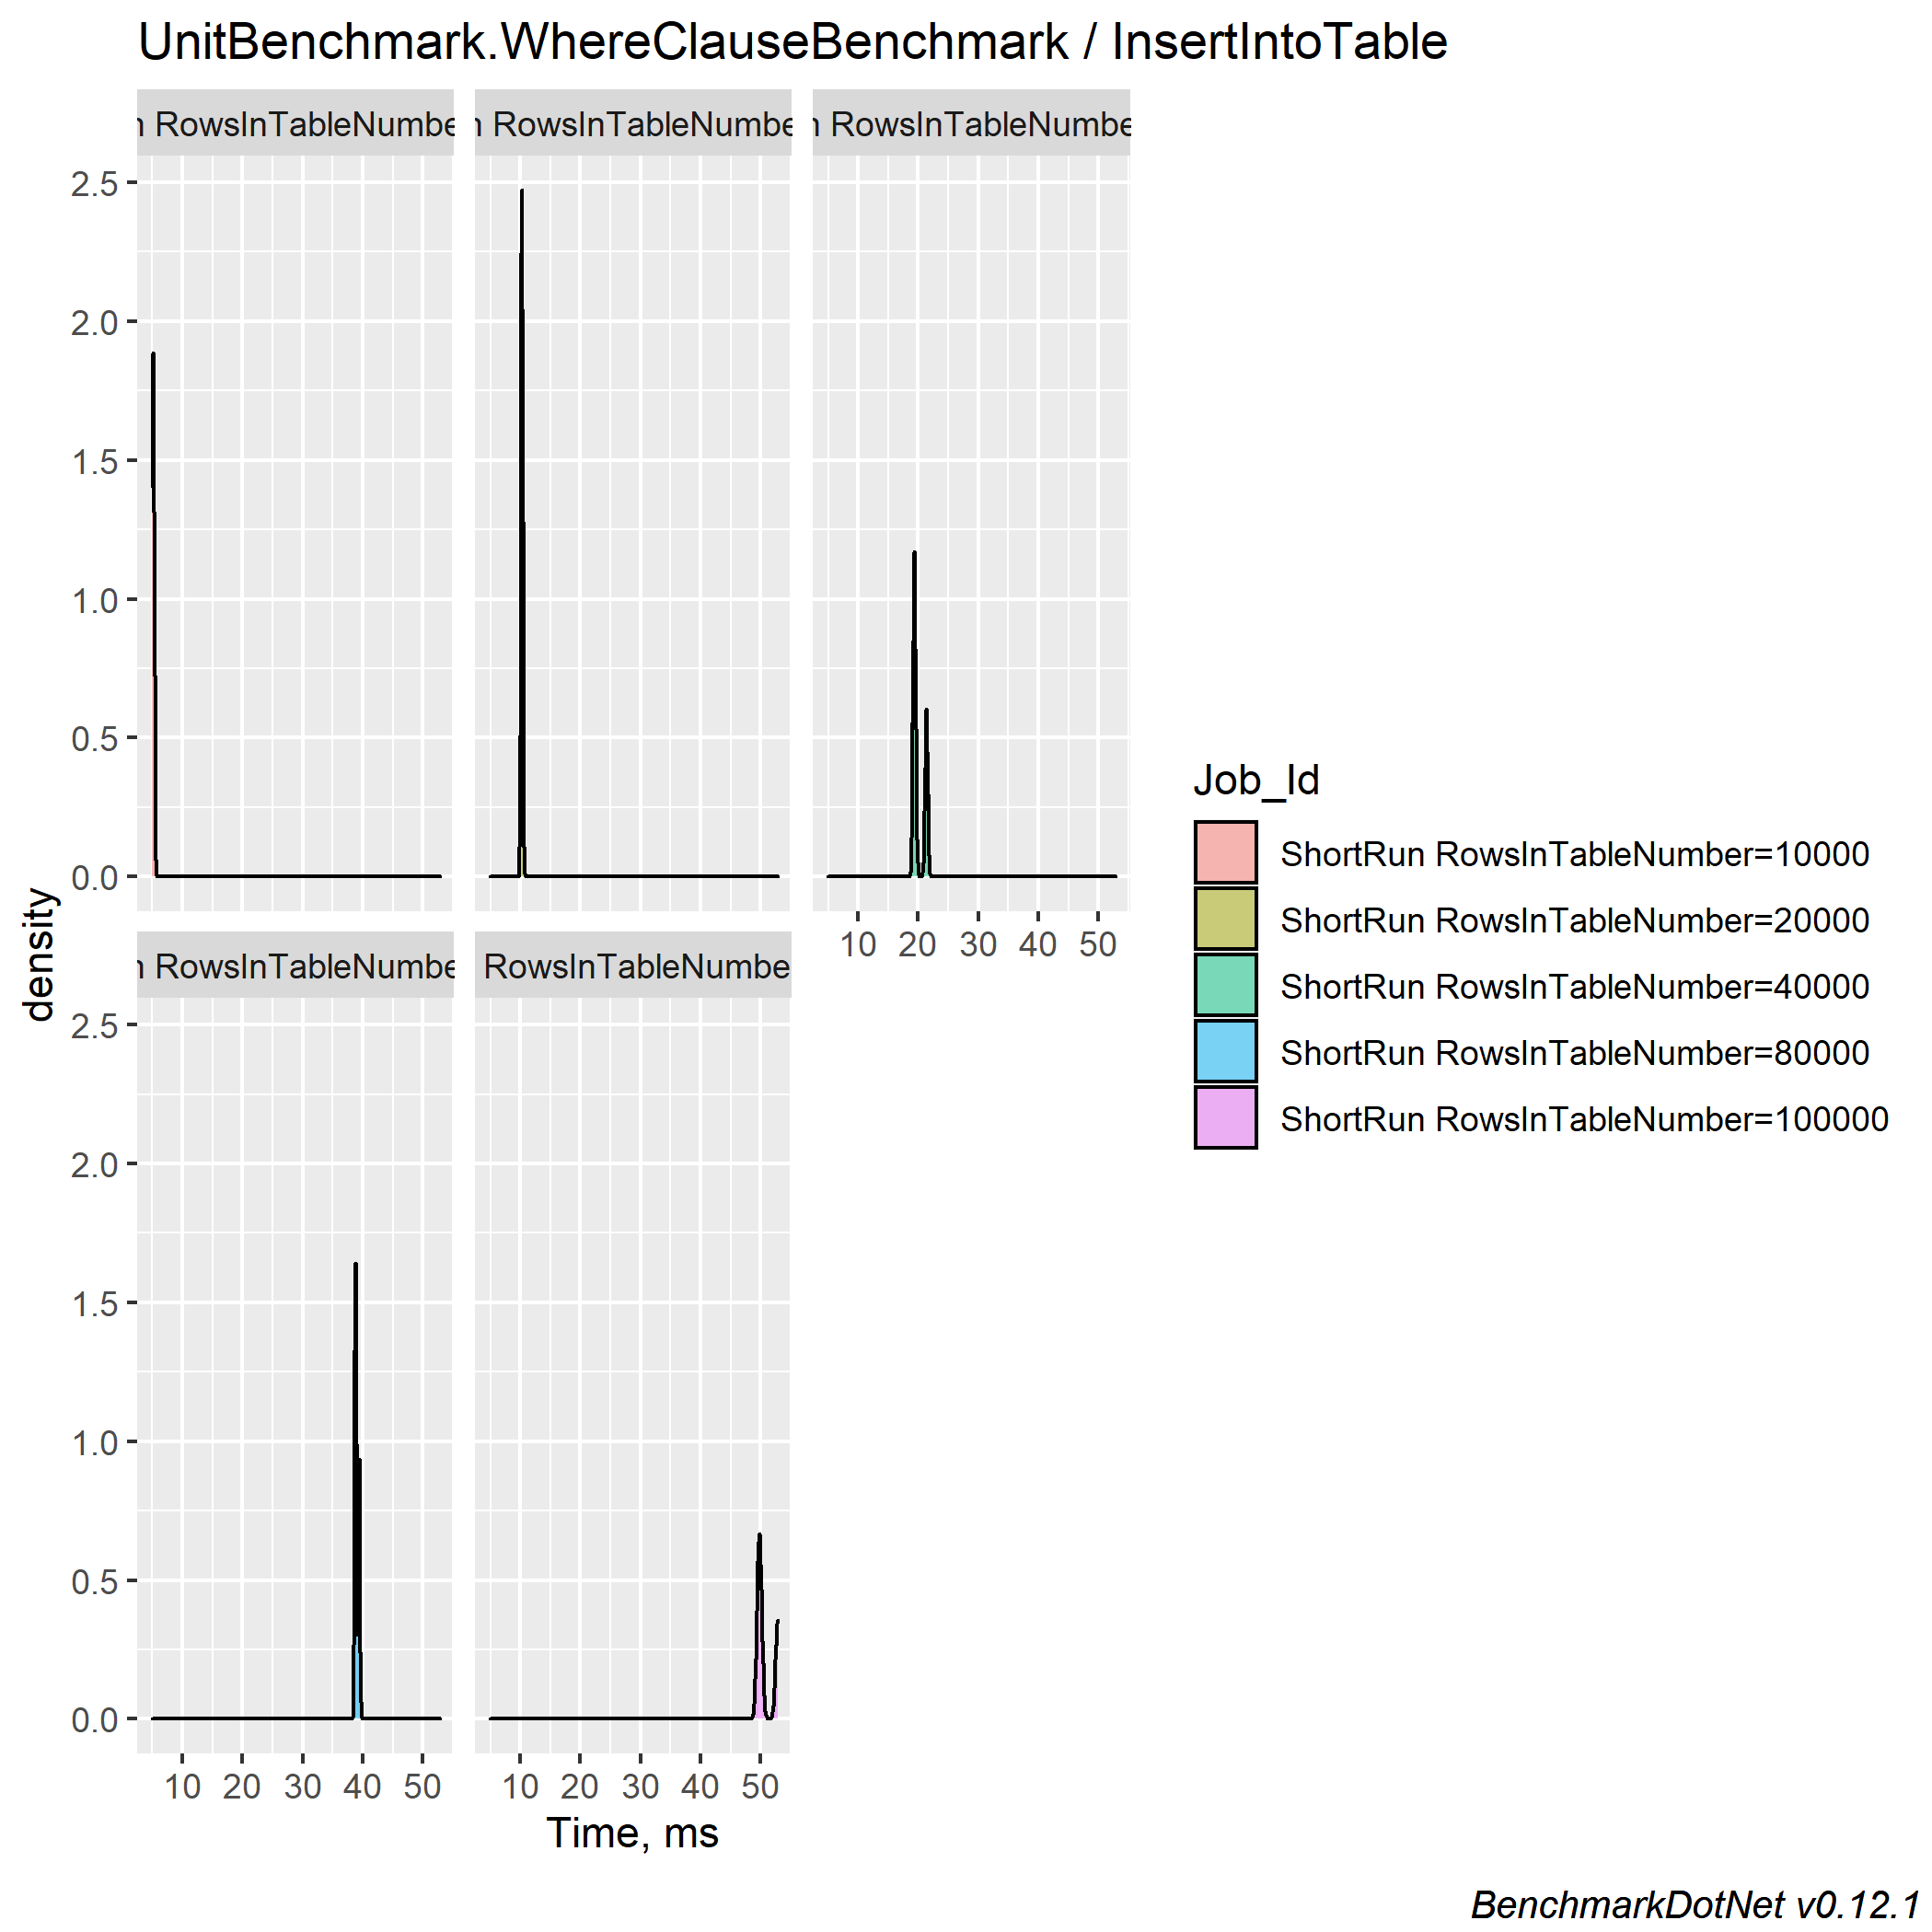 UnitBenchmark.WhereClauseBenchmark / InsertIntoTable
RowsInTableNumbe RowsInTableNumbe RowsInTableNumbe
2.5
2.0
1.5
1.0
0.5
0.0
10 20 30 40 50
density
RowsInTableNumbe RowsInTableNumbe
2.5
2.0
1.5
1.0
0.5
0.0
10 20 30 40 50 10 20 30 40 50
Time, ms
Job_Id
ShortRun RowsInTableNumber=10000
ShortRun RowsInTableNumber=20000
ShortRun RowsInTableNumber=40000
ShortRun RowsInTableNumber=80000
ShortRun RowsInTableNumber=100000
BenchmarkDotNet v0.12.1